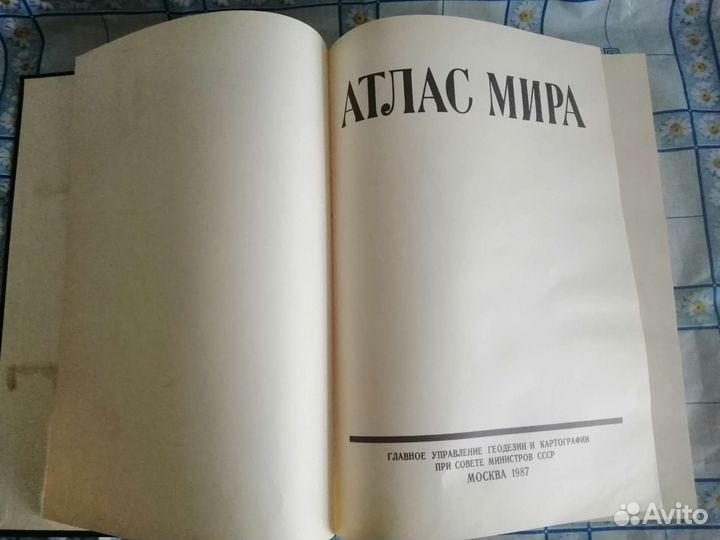 АТЛАС МИРА
ГЛАВНОЕ УПРАВЛЕНИЕ ГЕОДЕЗИИ И КАРТОГРАФИИ
ПРИ СОВЕТЕ МИНИСТРОВ СССР
МОСКВА 1987
Avito